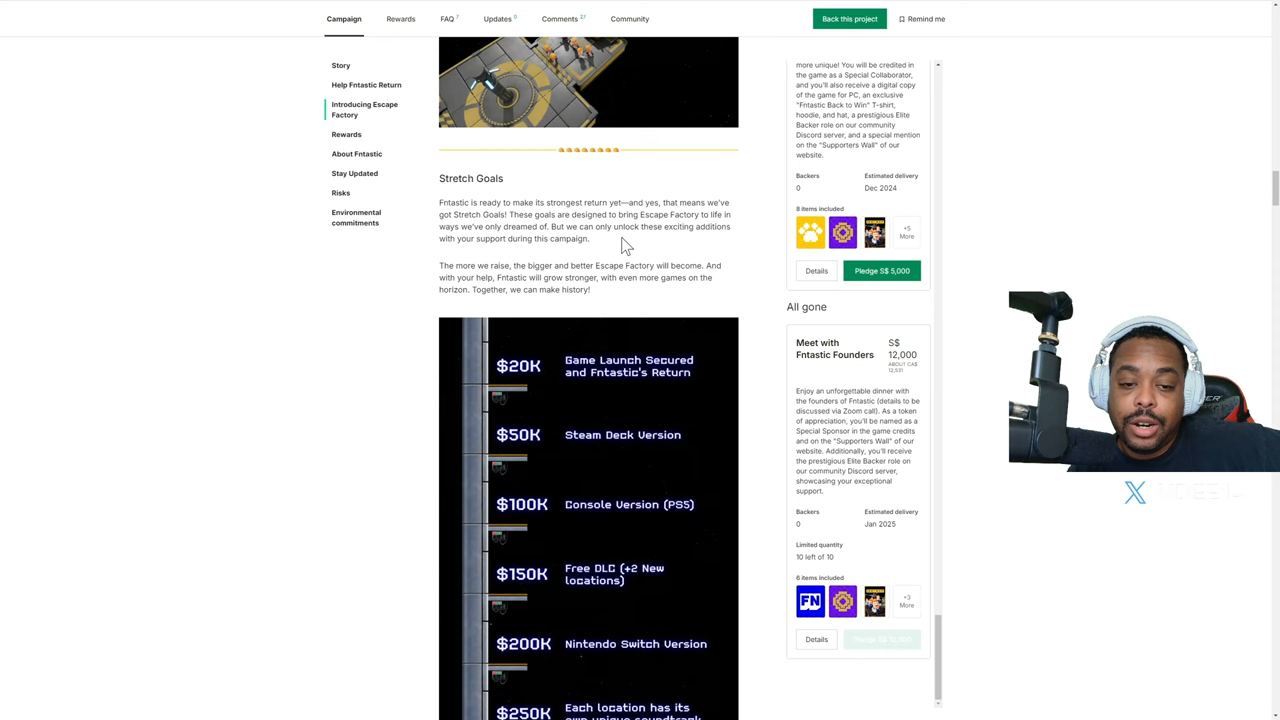 Campaign
Rewards
FAQ 7
Updates 0
Comments 27
Community
Back this project
Remind me
Story
Help Fntastic Return
Introducing Escape
Factory
Rewards
About Fntastic
Stay Updated
Risks
Environmental
commitments
Stretch Goals
Fntastic is ready to make its strongest return yet—and yes, that means we've
got Stretch Goals! These goals are designed to bring Escape Factory to life in
ways we've only dreamed of. But we can only unlock these exciting additions
with your support during this campaign.
The more we raise, the bigger and better Escape Factory will become. And
with your help, Fntastic will grow stronger, with even more games on the
horizon. Together, we can make history!
$20K Game Launch Secured
and Fntastic's Return
$50K Steam Deck Version
$100K Console Version (PS5)
$150K Free DLC (+2 New
locations)
$200K Nintendo Switch Version
$250K Each location has its
own unique soundtrack
more unique! You will be credited in
the game as a Special Collaborator,
and you'll also receive a digital copy
of the game for PC, an exclusive
"Fntastic Back to Win" T-shirt,
hoodie, and hat, a prestigious Elite
Backer role on our community
Discord server, and a special mention
on the "Supporters Wall" of our
website.
Backers
0
Estimated delivery
Dec 2024
8 items included
+5
More
Details
Pledge S$ 5,000
All gone
Meet with
Fntastic Founders
S$
12,000
ABOUT CA$
12,531
Enjoy an unforgettable dinner with
the founders of Fntastic (details to be
discussed via Zoom call). As a token
of appreciation, you'll be named as a
Special Sponsor in the game credits
and on the "Supporters Wall" of our
website. Additionally, you'll receive
the prestigious Elite Backer role on
our community Discord server,
showcasing your exceptional
support.
Backers
0
Estimated delivery
Jan 2025
Limited quantity
10 left of 10
6 items included
FN
+3
More
Details